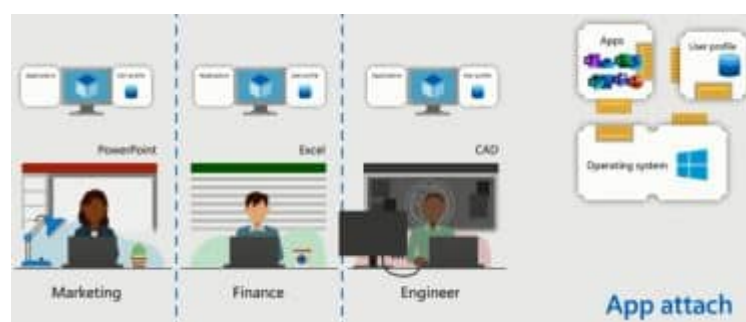 Apps
User profile
PowerPoint
Excel
CAD
Operating system
Marketing
Finance
Engineer
App attach